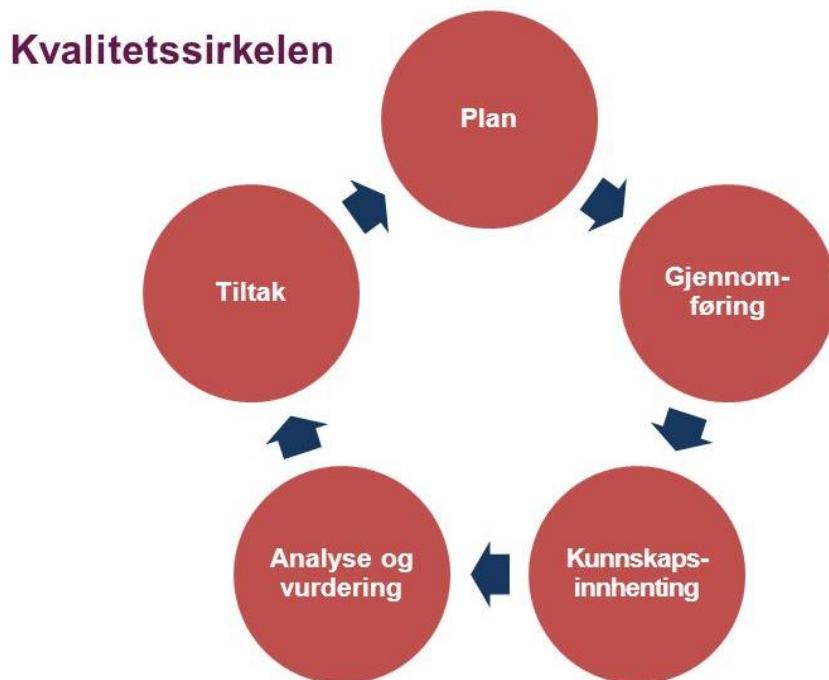 Kvalitetssirkelen
Plan
Gjennom-
føring
Kunnskaps-
innhenting
Analyse og
vurdering
Tiltak